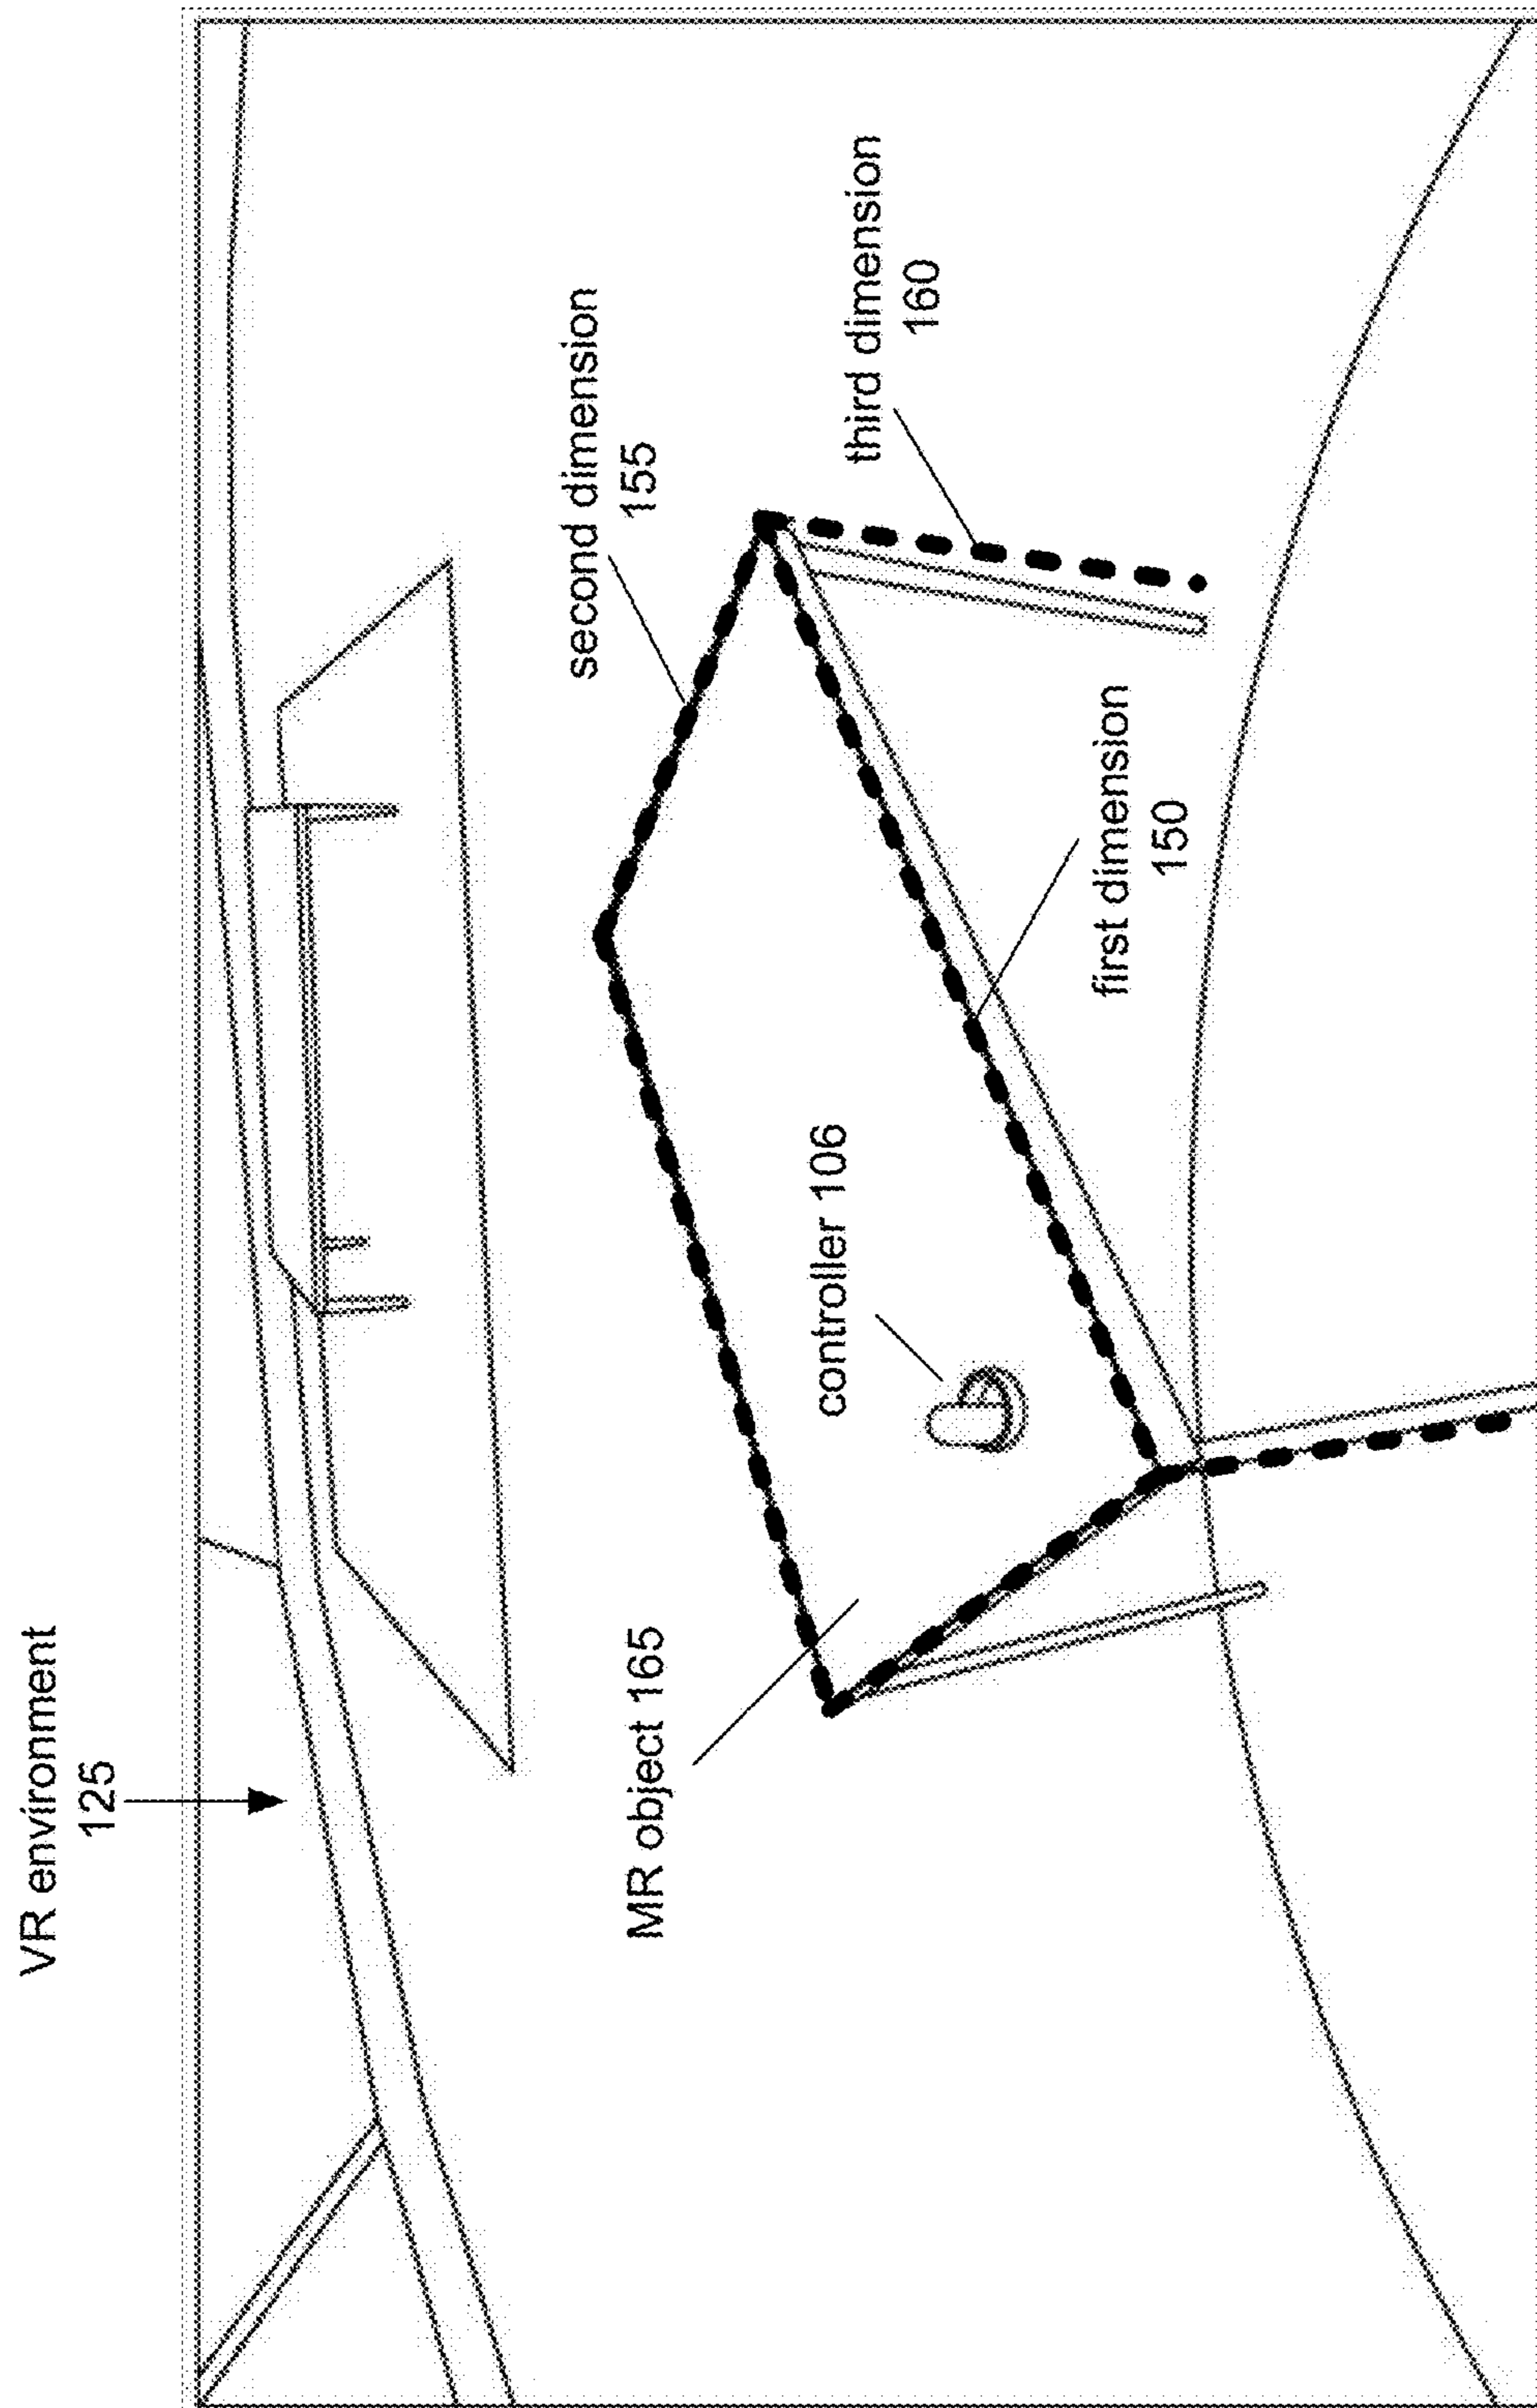 VR environment
125
second dimension
155
third dimension
160
MR object 165
controller 106
first dimension
150